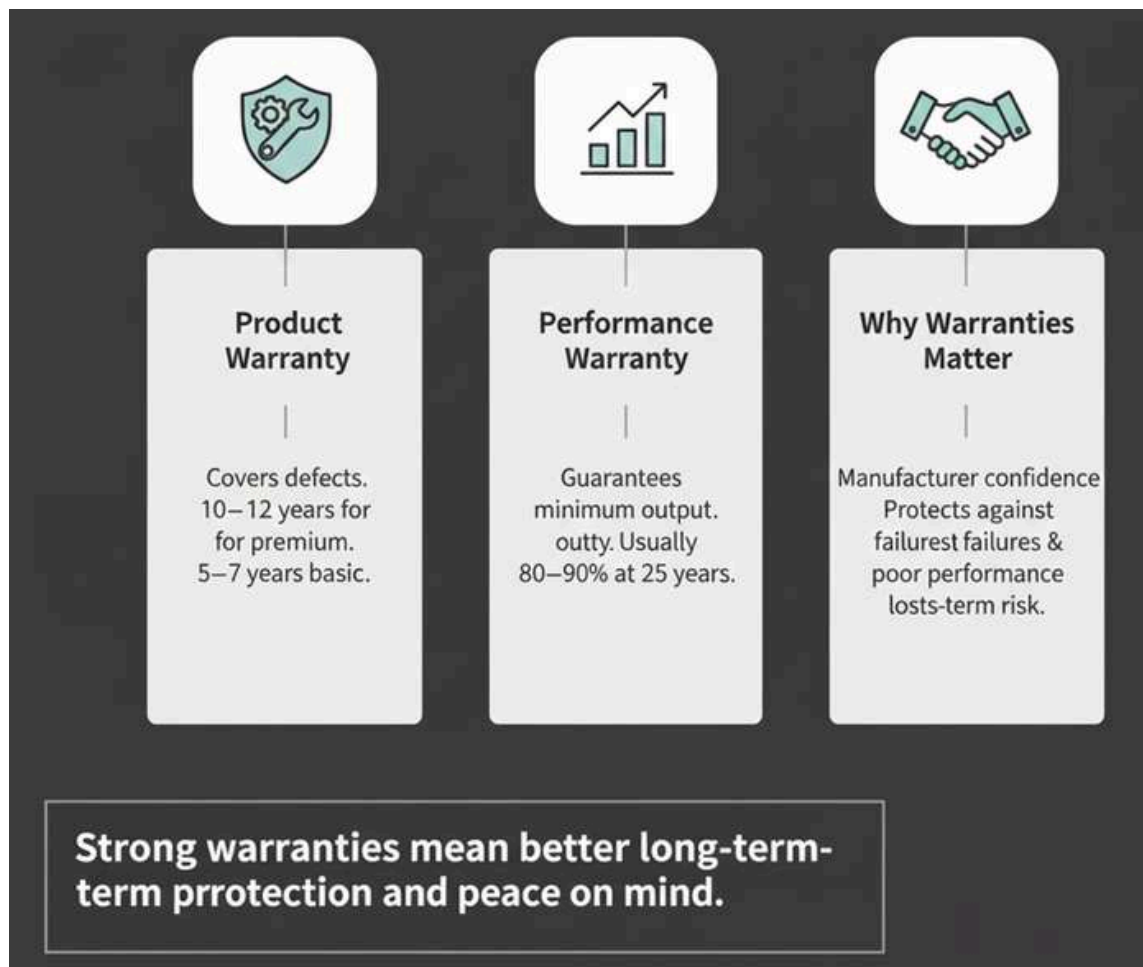 Product
Warranty
Covers defects.
10–12 years for
for premium.
5–7 years basic.
Performance
Warranty
Guarantees
minimum output.
outty. Usually
80–90% at 25 years.
Why Warranties
Matter
Manufacturer confidence
Protects against
failurest failures &
poor performance
losts-term risk.
Strong warranties mean better long-term-
term prrotection and peace on mind.